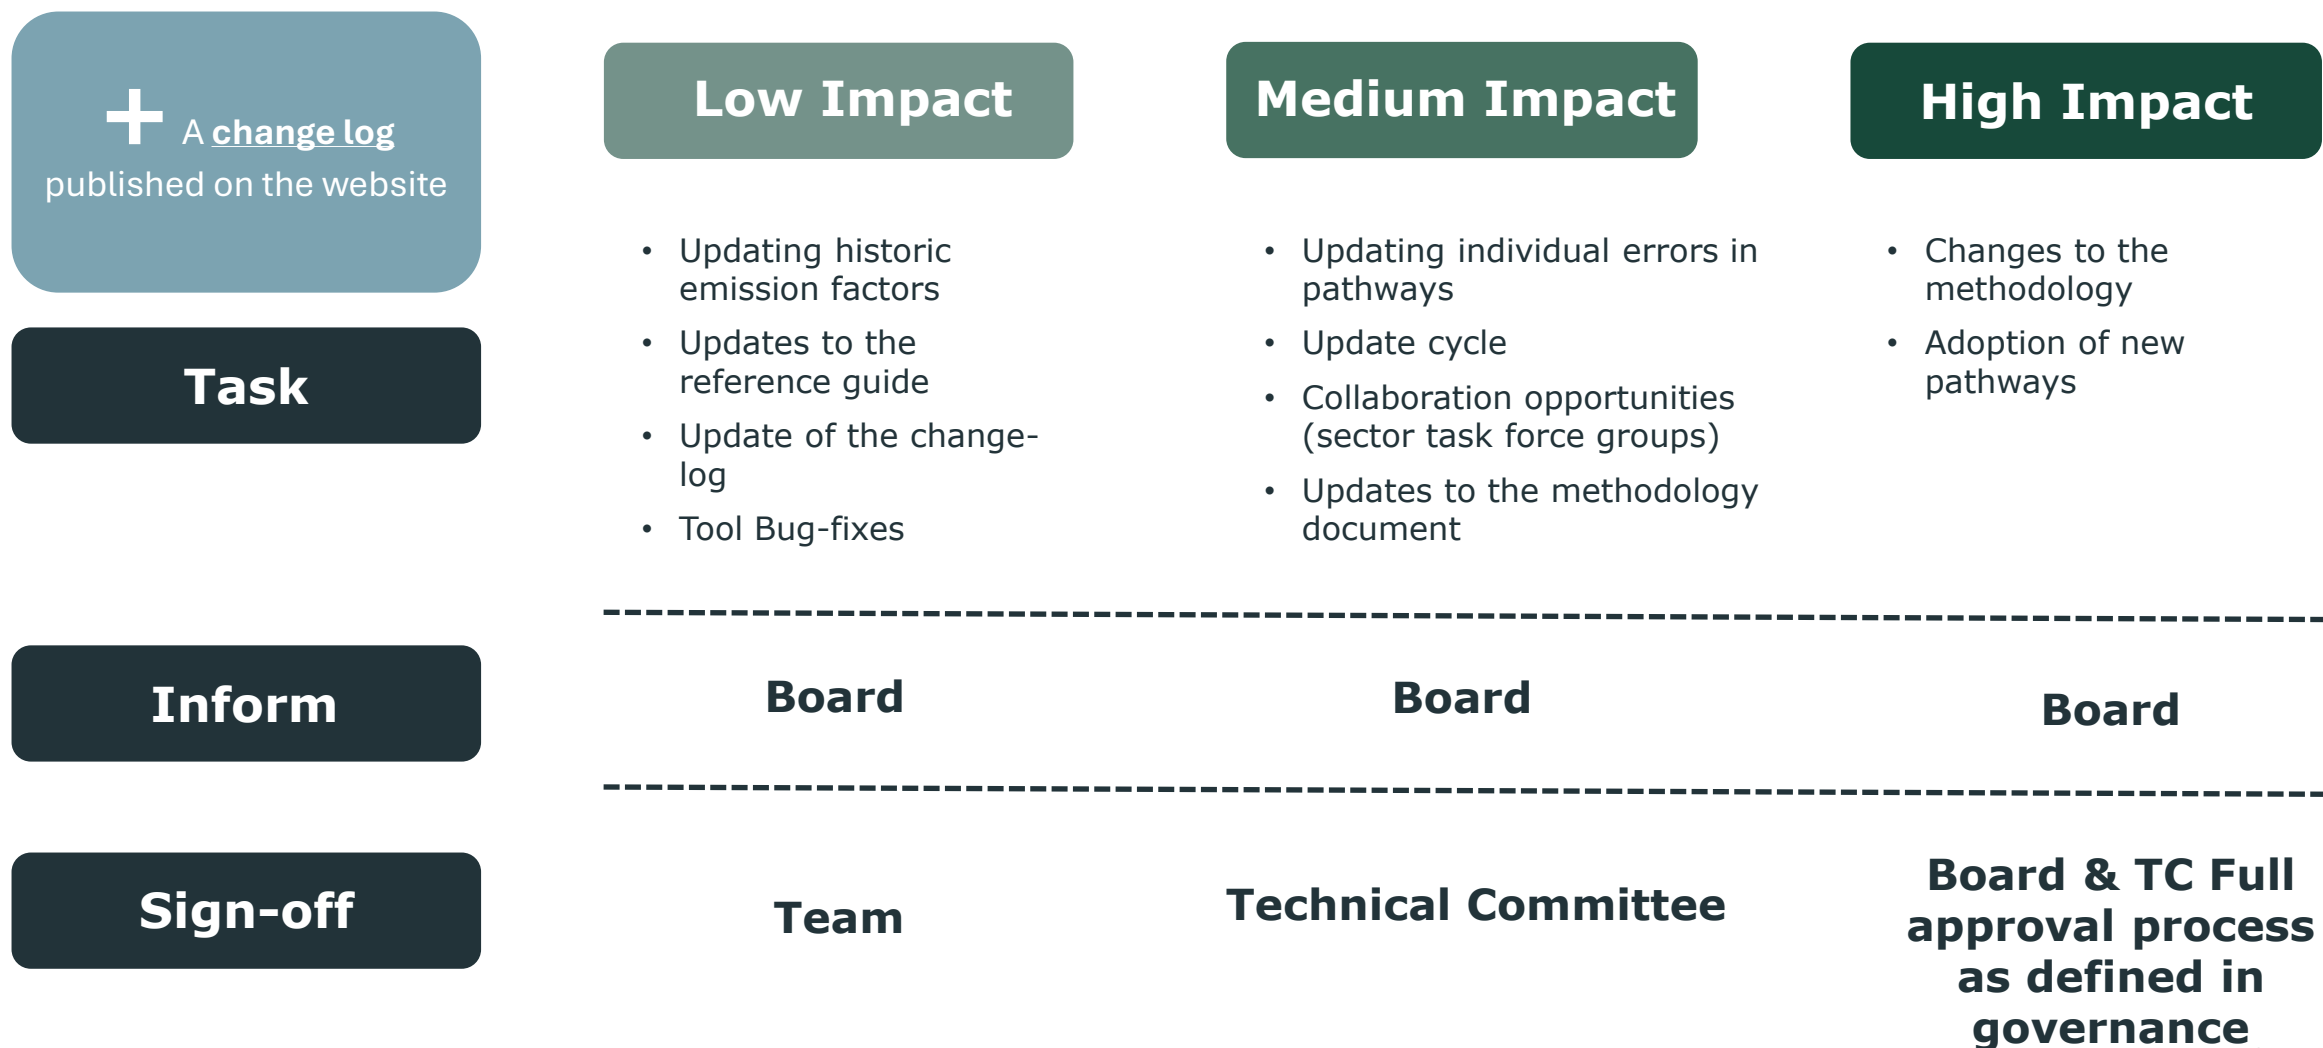 + A change log
published on the website
Low Impact
Medium Impact
High Impact
Task
• Updating historic
emission factors
• Updates to the
reference guide
• Update of the change-
log
• Tool Bug-fixes
• Updating individual errors in
pathways
• Update cycle
• Collaboration opportunities
(sector task force groups)
• Updates to the methodology
document
• Changes to the
methodology
• Adoption of new
pathways
Inform
Board
Board
Board
Sign-off
Team
Technical Committee
Board & TC Full
approval process
as defined in
governance